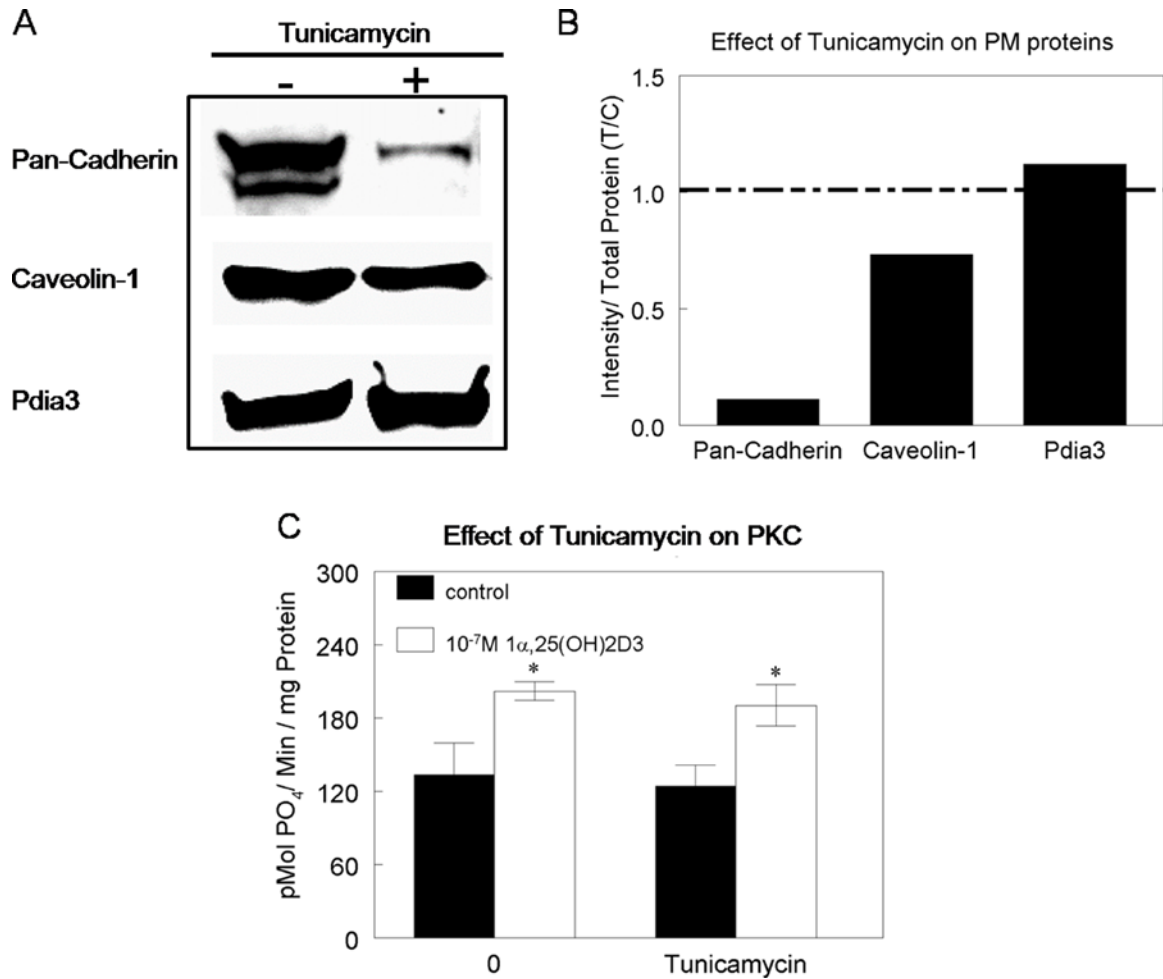 A
Tunicamycin
- +
Pan-Cadherin
Caveolin-1
Pdia3
B
Effect of Tunicamycin on PM proteins
Intensity/ Total Protein (T/C)
1.5
1.0
0.5
0.0
Pan-Cadherin Caveolin-1 Pdia3
C
Effect of Tunicamycin on PKC
pMol PO₄/ Min / mg Protein
300
240
180
120
60
0
control
10⁻⁷M 1α,25(OH)2D3
* *
0 Tunicamycin